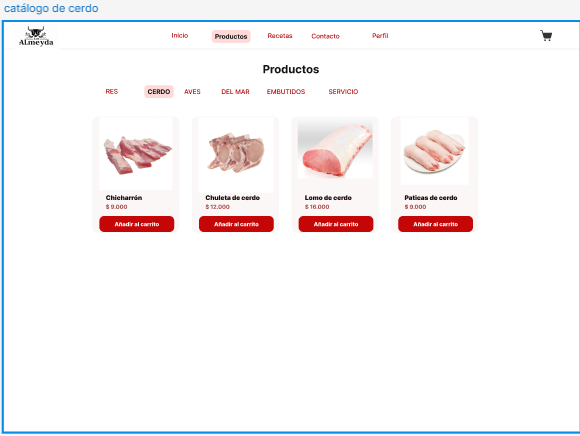 catálogo de cerdo
Almeyda
Inicio Productos Recetas Contacto Perfil
Productos
RES CERDO AVES DEL MAR EMBUTIDOS SERVICIO
Chicharrón Chuleta de cerdo Lomo de cerdo Paticas de cerdo
$ 9.000 $ 12.000 $ 16.000 $ 9.000
Añadir al carrito Añadir al carrito Añadir al carrito Añadir al carrito